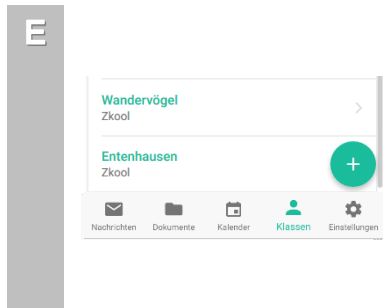 E
Wandervögel
Zkool
Entenhausen
Zkool
+
Nachrichten Dokumente Kalender Klassen Einstellungen